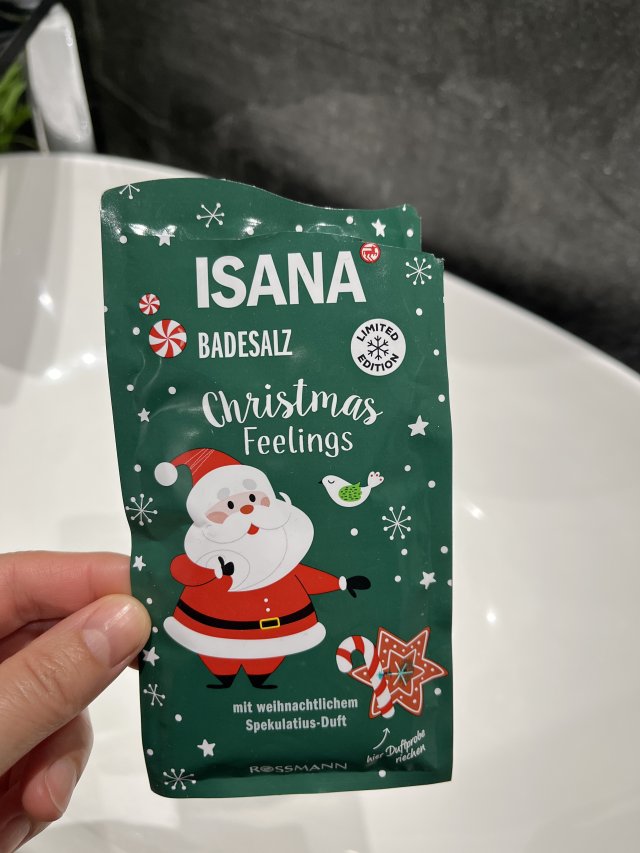 ISANA
BADESALZ
LIMITED
EDITION
Christmas
Feelings
mit weihnachtlichem
Spekulatius-Duft
hier Duftprobe
riechen
ROSSMANN